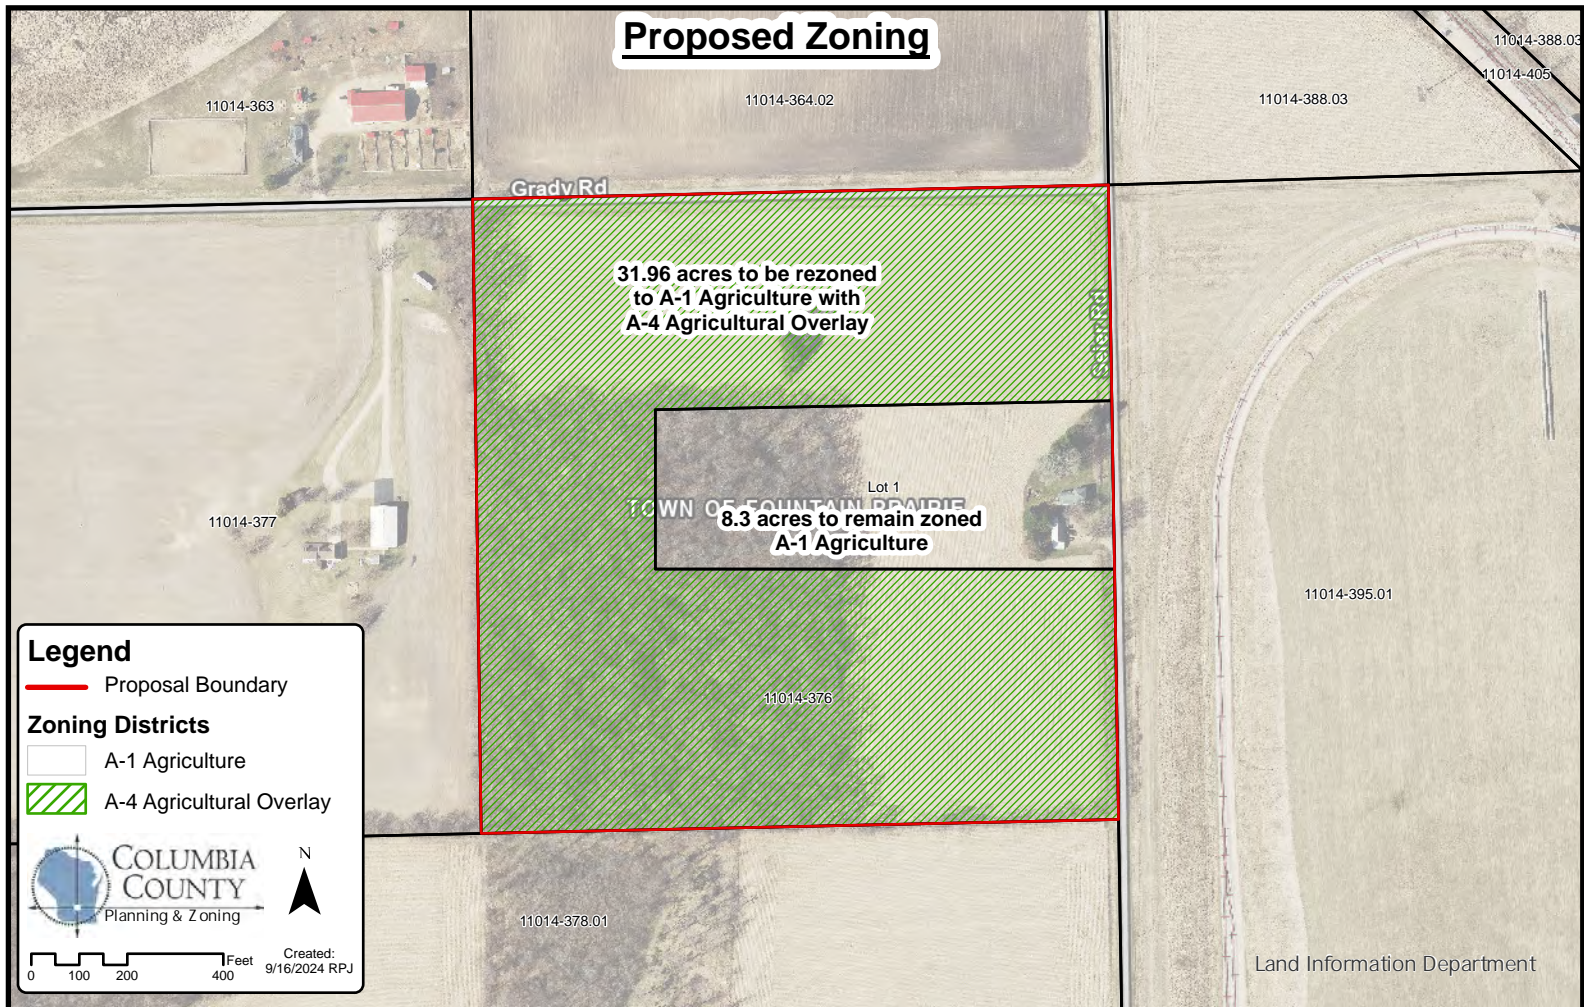 Proposed Zoning
11014-363
11014-364.02
11014-388.03
11014-388.03
11014-405
Grady Rd
31.96 acres to be rezoned
to A-1 Agriculture with
A-4 Agricultural Overlay
Seier Rd
Lot 1
TOWN OF FOUNTAIN PRAIRIE
8.3 acres to remain zoned
A-1 Agriculture
11014-377
11014-395.01
11014-376
11014-378.01
Legend
Proposal Boundary
Zoning Districts
A-1 Agriculture
A-4 Agricultural Overlay
COLUMBIA
COUNTY
Planning & Zoning
N
Feet
0 100 200 400
Created:
9/16/2024 RPJ
Land Information Department